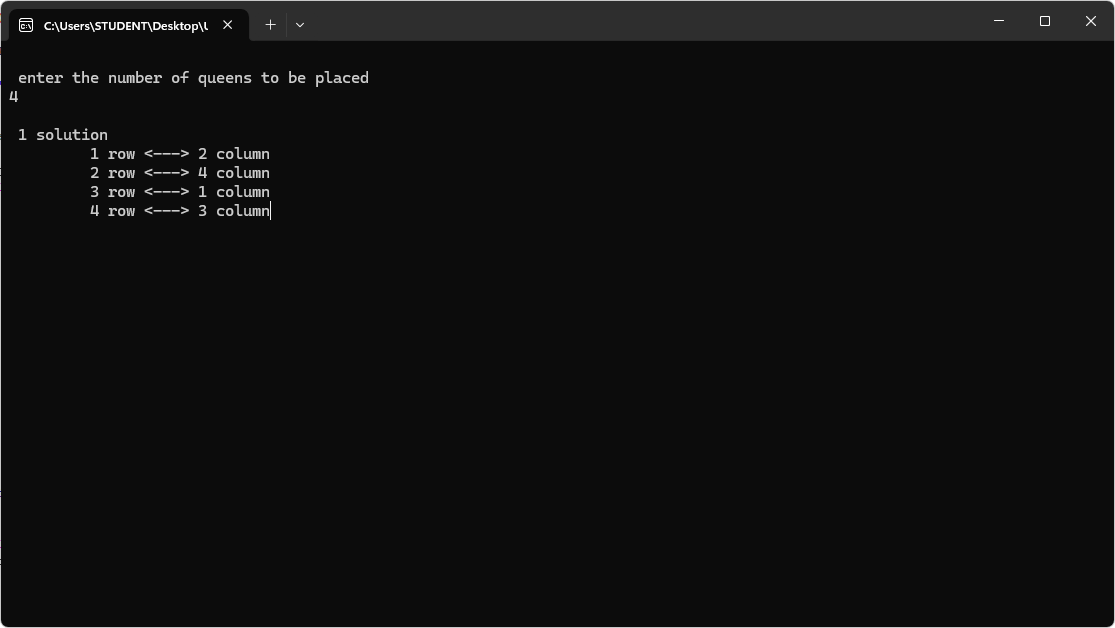 C:\Users\STUDENT\Desktop\
enter the number of queens to be placed
4
1 solution
1 row <---> 2 column
2 row <---> 4 column
3 row <---> 1 column
4 row <---> 3 column